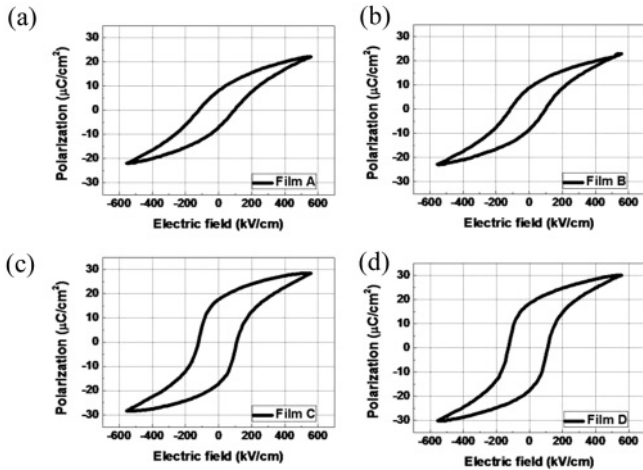 (a)
Polarization (μC/cm²)
30
20
10
0
-10
-20
-30
-600 -400 -200 0 200 400 600
Electric field (kV/cm)
Film A
(b)
Polarization (μC/cm²)
30
20
10
0
-10
-20
-30
-600 -400 -200 0 200 400 600
Electric field (kV/cm)
Film B
(c)
Polarization (μC/cm²)
30
20
10
0
-10
-20
-30
-600 -400 -200 0 200 400 600
Electric field (kV/cm)
Film C
(d)
Polarization (μC/cm²)
30
20
10
0
-10
-20
-30
-600 -400 -200 0 200 400 600
Electric field (kV/cm)
Film D